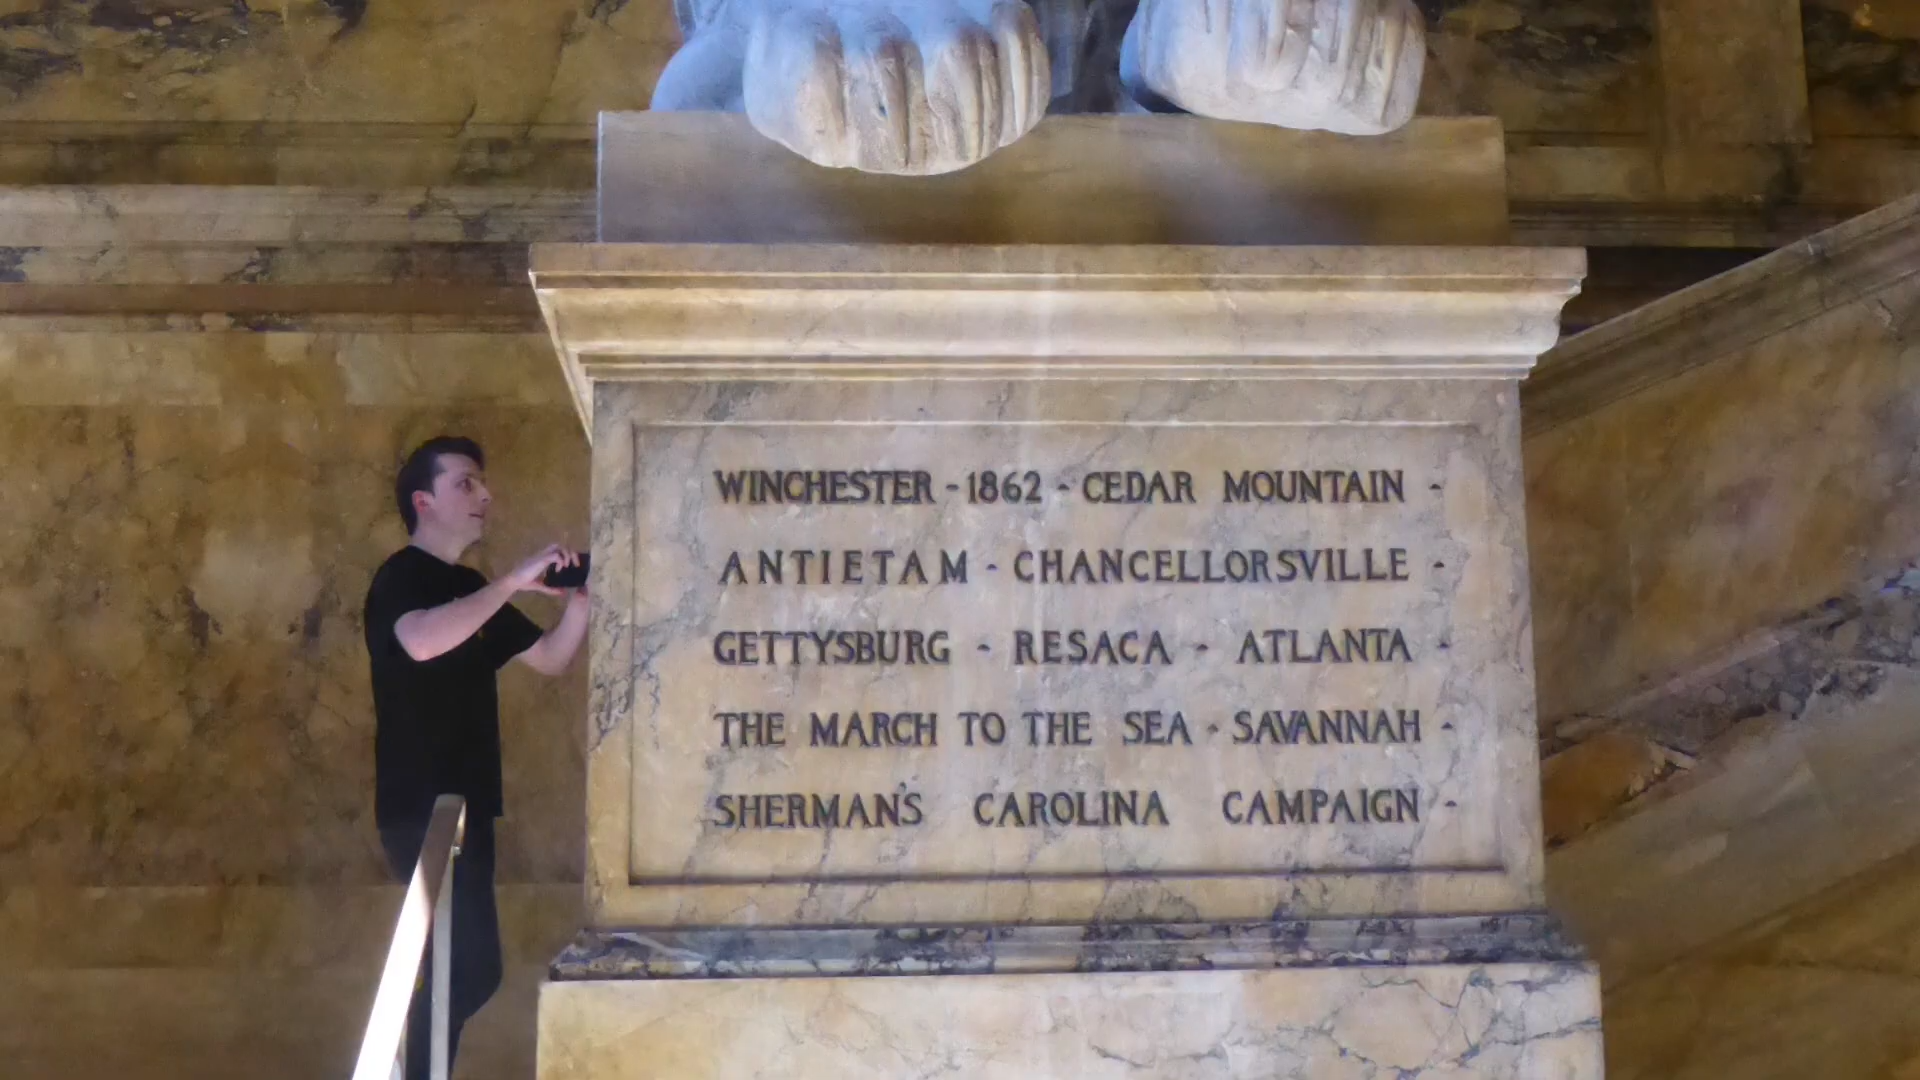 WINCHESTER - 1862 - CEDAR MOUNTAIN -
ANTIETAM - CHANCELLORSVILLE -
GETTYSBURG - RESACA - ATLANTA -
THE MARCH TO THE SEA - SAVANNAH -
SHERMAN'S CAROLINA CAMPAIGN -